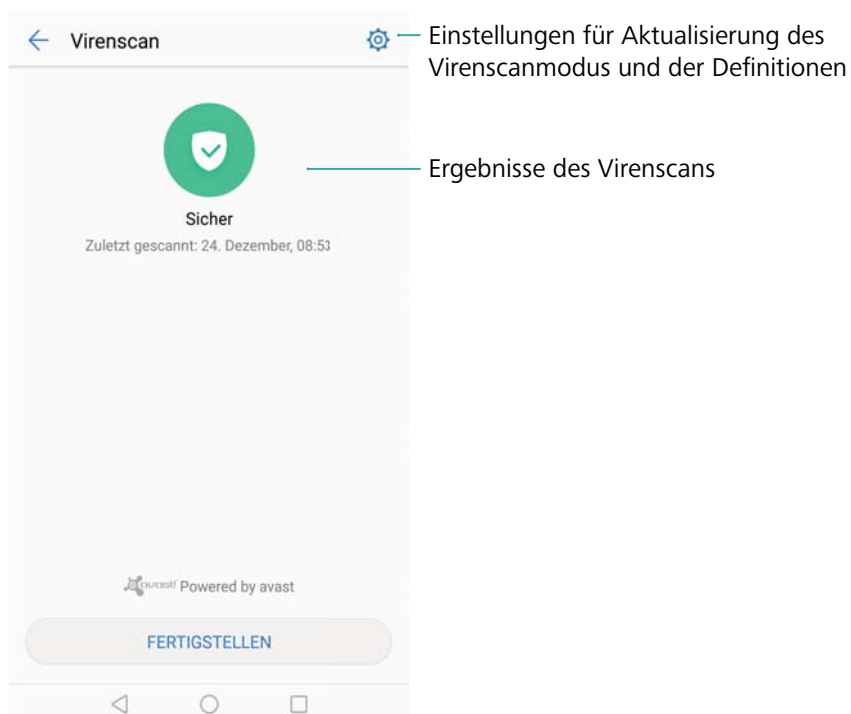 Virenscan
Einstellungen für Aktualisierung des
Virenscanmodus und der Definitionen
Ergebnisse des Virenscans
Sicher
Zuletzt gescannt: 24. Dezember, 08:53
avast! Powered by avast
FERTIGSTELLEN